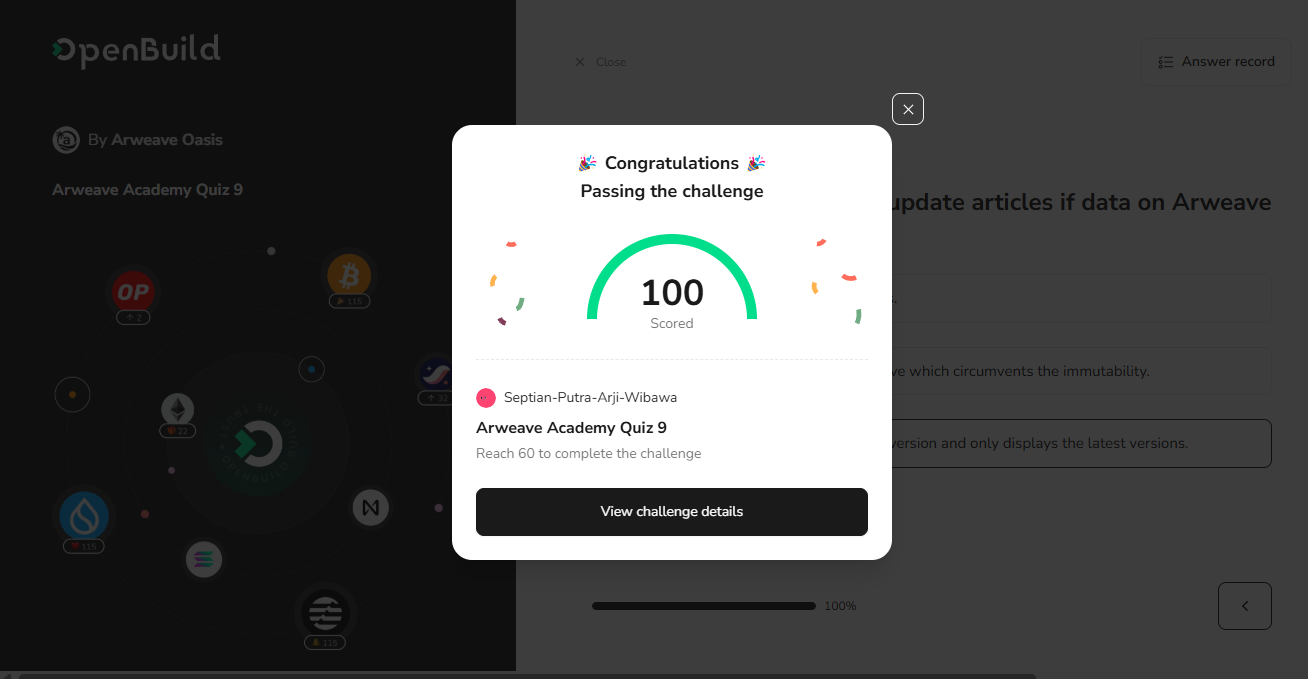 OpenBuild
By Arweave Oasis
Arweave Academy Quiz 9
OP
2
115
32
22
115
115
Close
Answer record
update articles if data on Arweave
which circumvents the immutability.
and only displays the latest versions.
100%
Congratulations
Passing the challenge
100
Scored
Septian-Putra-Arji-Wibawa
Arweave Academy Quiz 9
Reach 60 to complete the challenge
View challenge details